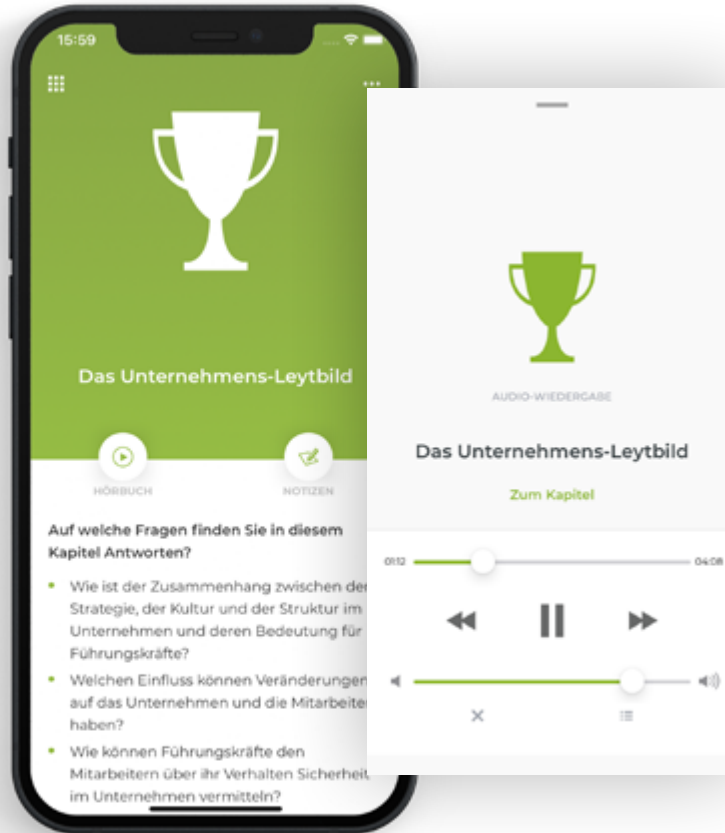 15:59
Das Unternehmens-Leytbild
HÖRBUCH
NOTIZEN
Auf welche Fragen finden Sie in diesem
Kapitel Antworten?
Wie ist der Zusammenhang zwischen der
Strategie, der Kultur und der Struktur im
Unternehmen und deren Bedeutung für
Führungskräfte?
Welchen Einfluss können Veränderungen
auf das Unternehmen und die Mitarbeiter
haben?
Wie können Führungskräfte den
Mitarbeitern über ihr Verhalten Sicherheit
im Unternehmen vermitteln?
AUDIO-WIEDERGABE
Das Unternehmens-Leytbild
Zum Kapitel
01:12
04:08